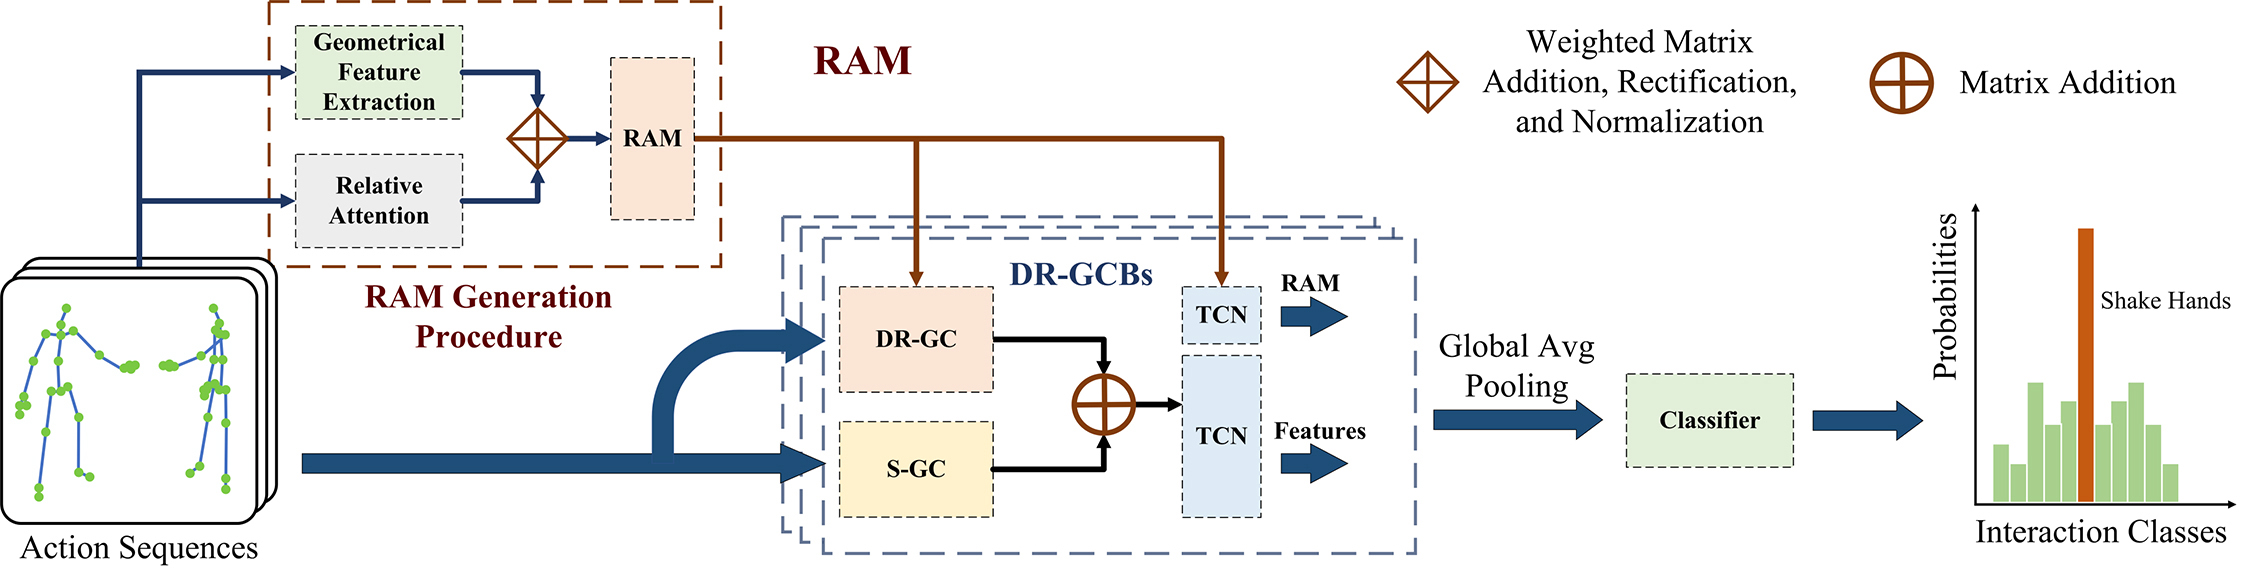 Geometrical
Feature
Extraction
Relative
Attention
RAM
RAM Generation
Procedure
Action Sequences
RAM
Weighted Matrix
Addition, Rectification,
and Normalization
Matrix Addition
DR-GCBs
DR-GC
S-GC
TCN
TCN
RAM
Features
Global Avg
Pooling
Classifier
Probabilities
Shake Hands
Interaction Classes